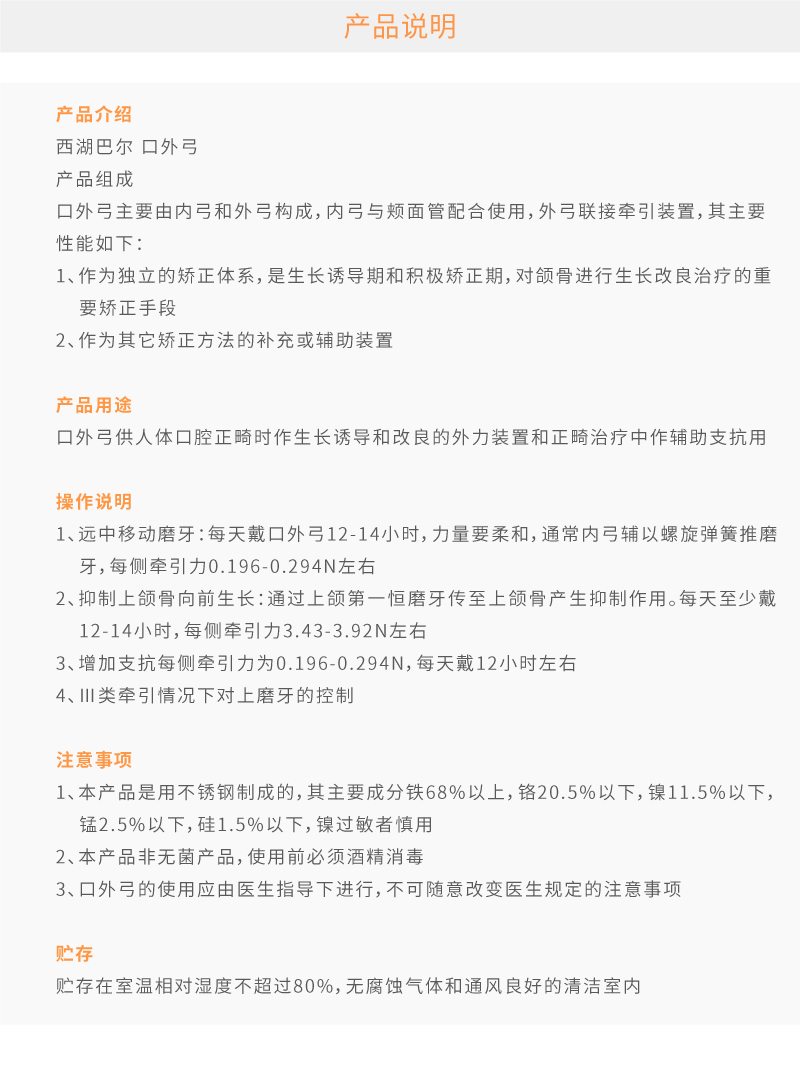 产品说明
产品介绍
西湖巴尔 口外弓
产品组成
口外弓主要由内弓和外弓构成，内弓与颊面管配合使用，外弓联接牵引装置，其主要
性能如下：
1、作为独立的矫正体系，是生长诱导期和积极矫正期，对颌骨进行生长改良治疗的重
要矫正手段
2、作为其它矫正方法的补充或辅助装置
产品用途
口外弓供人体口腔正畸时作生长诱导和改良的外力装置和正畸治疗中作辅助支抗用
操作说明
1、远中移动磨牙：每天戴口外弓12-14小时，力量要柔和，通常内弓辅以螺旋弹簧推磨
牙，每侧牵引力0.196-0.294N左右
2、抑制上颌骨向前生长：通过上颌第一恒磨牙传至上颌骨产生抑制作用。每天至少戴
12-14小时，每侧牵引力3.43-3.92N左右
3、增加支抗每侧牵引力为0.196-0.294N，每天戴12小时左右
4、Ⅲ类牵引情况下对上磨牙的控制
注意事项
1、本产品是用不锈钢制成的，其主要成分铁68%以上，铬20.5%以下，镍11.5%以下，
锰2.5%以下，硅1.5%以下，镍过敏者慎用
2、本产品非无菌产品，使用前必须酒精消毒
3、口外弓的使用应由医生指导下进行，不可随意改变医生规定的注意事项
贮存
贮存在室温相对湿度不超过80%，无腐蚀气体和通风良好的清洁室内